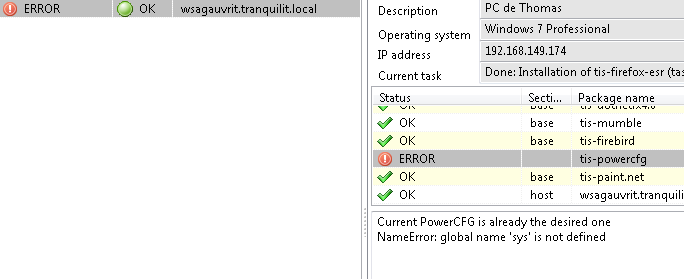 ERROR OK wsagauvrit.tranquilit.local
Description PC de Thomas
Operating system Windows 7 Professional
IP address 192.168.149.174
Current task Done: Installation of tis-firefox-esr (tas
Status Secti... Package name
OK base
OK base tis-mumble
OK base tis-firebird
ERROR tis-powercfg
OK base tis-paint.net
OK host wsagauvrit.tranquili
Current PowerCFG is already the desired one
NameError: global name 'sys' is not defined